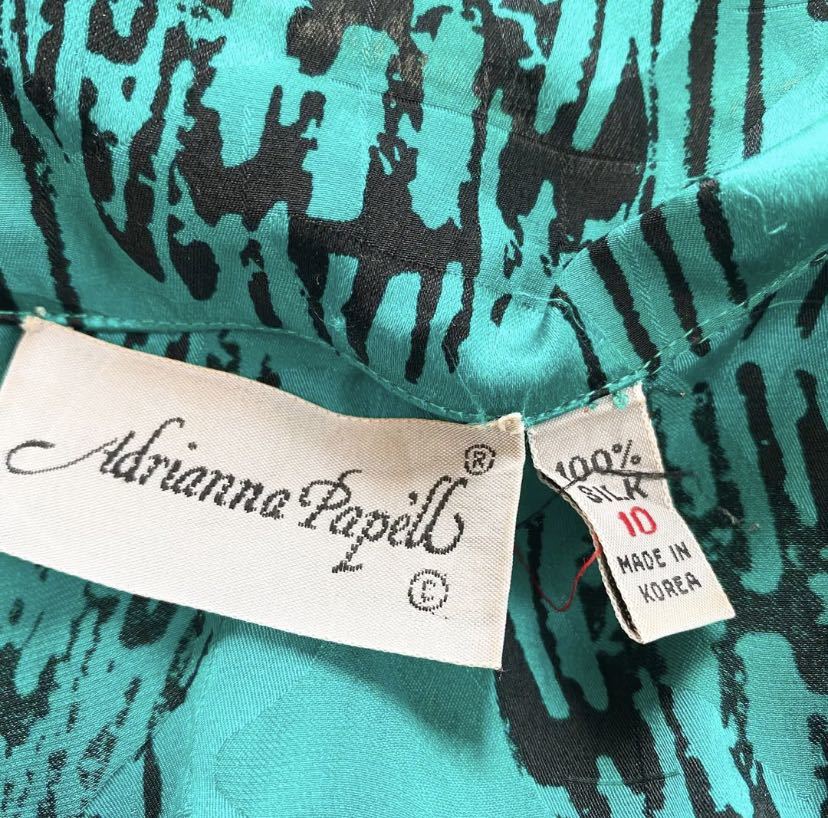 Adrianna Papell ®
©
100%
SILK
10
MADE IN
KOREA